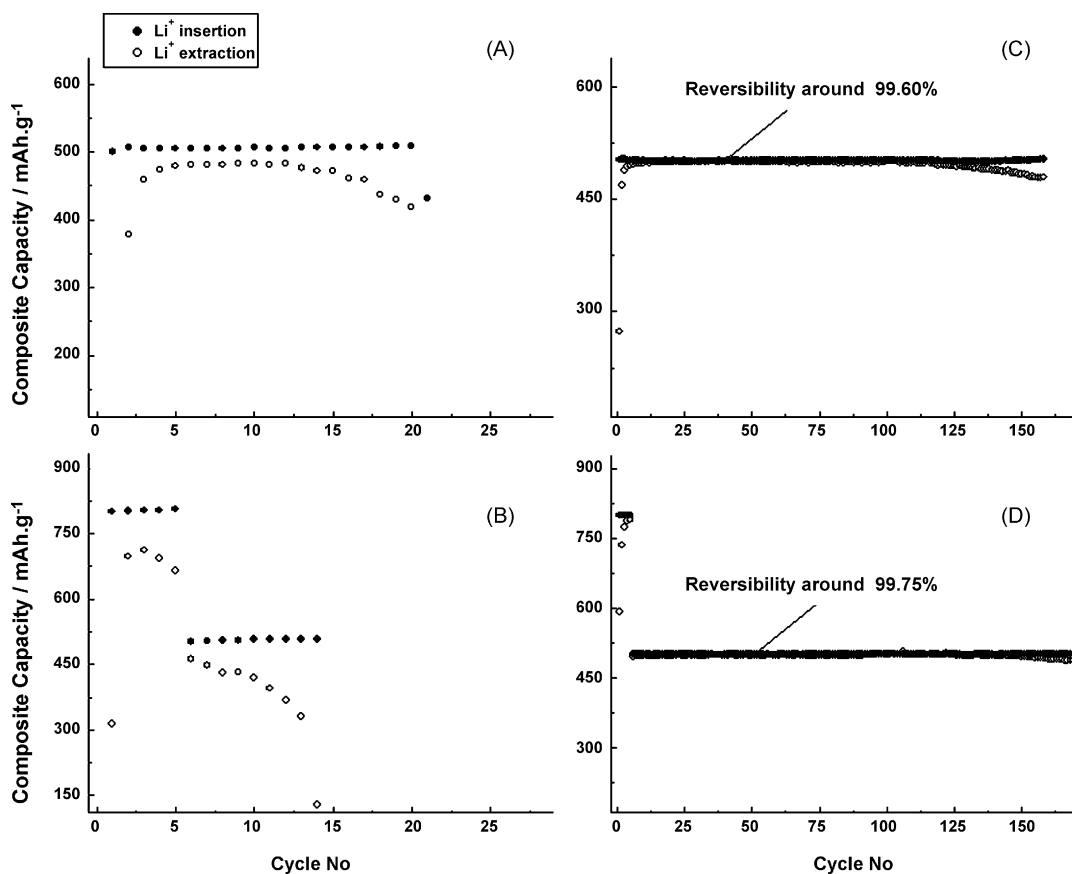 Li⁺ insertion
Li⁺ extraction
(A)
600
500
400
300
200
0 5 10 15 20 25
Composite Capacity / mAh.g⁻¹
(C)
Reversibility around 99.60%
600
450
300
0 25 50 75 100 125 150
(B)
900
750
600
450
300
150
0 5 10 15 20 25
Composite Capacity / mAh.g⁻¹
Cycle No
(D)
Reversibility around 99.75%
900
750
600
450
300
0 25 50 75 100 125 150
Cycle No